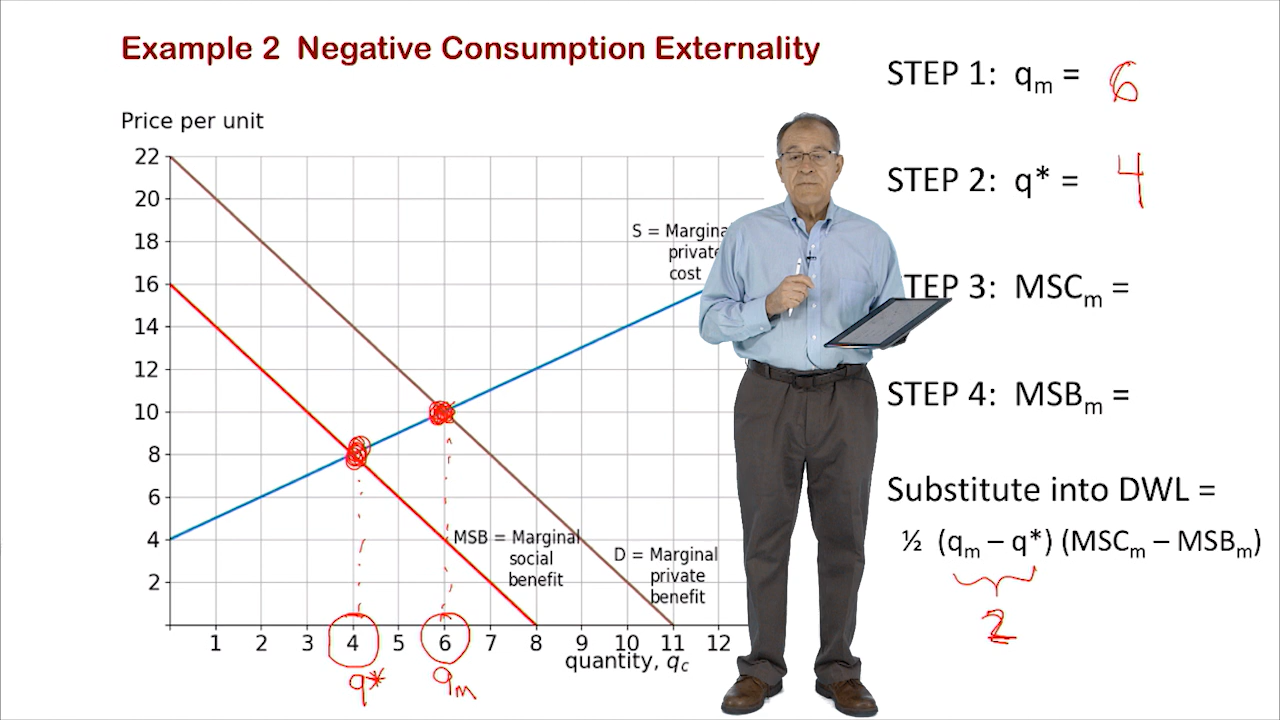 Example 2 Negative Consumption Externality
STEP 1: qm = 6
Price per unit
STEP 2: q* = 4
22
20
18
16
14
12
10
8
6
4
2
S = Margina
private
cost
TEP 3: MSCm =
STEP 4: MSBm =
Substitute into DWL =
½ (qm – q*) (MSCm – MSBm)
2
MSB = Marginal
social
benefit
D = Marginal
private
benefit
1 2 3 4 5 6 7 8 9 10 11 12
quantity, qc
q* qm